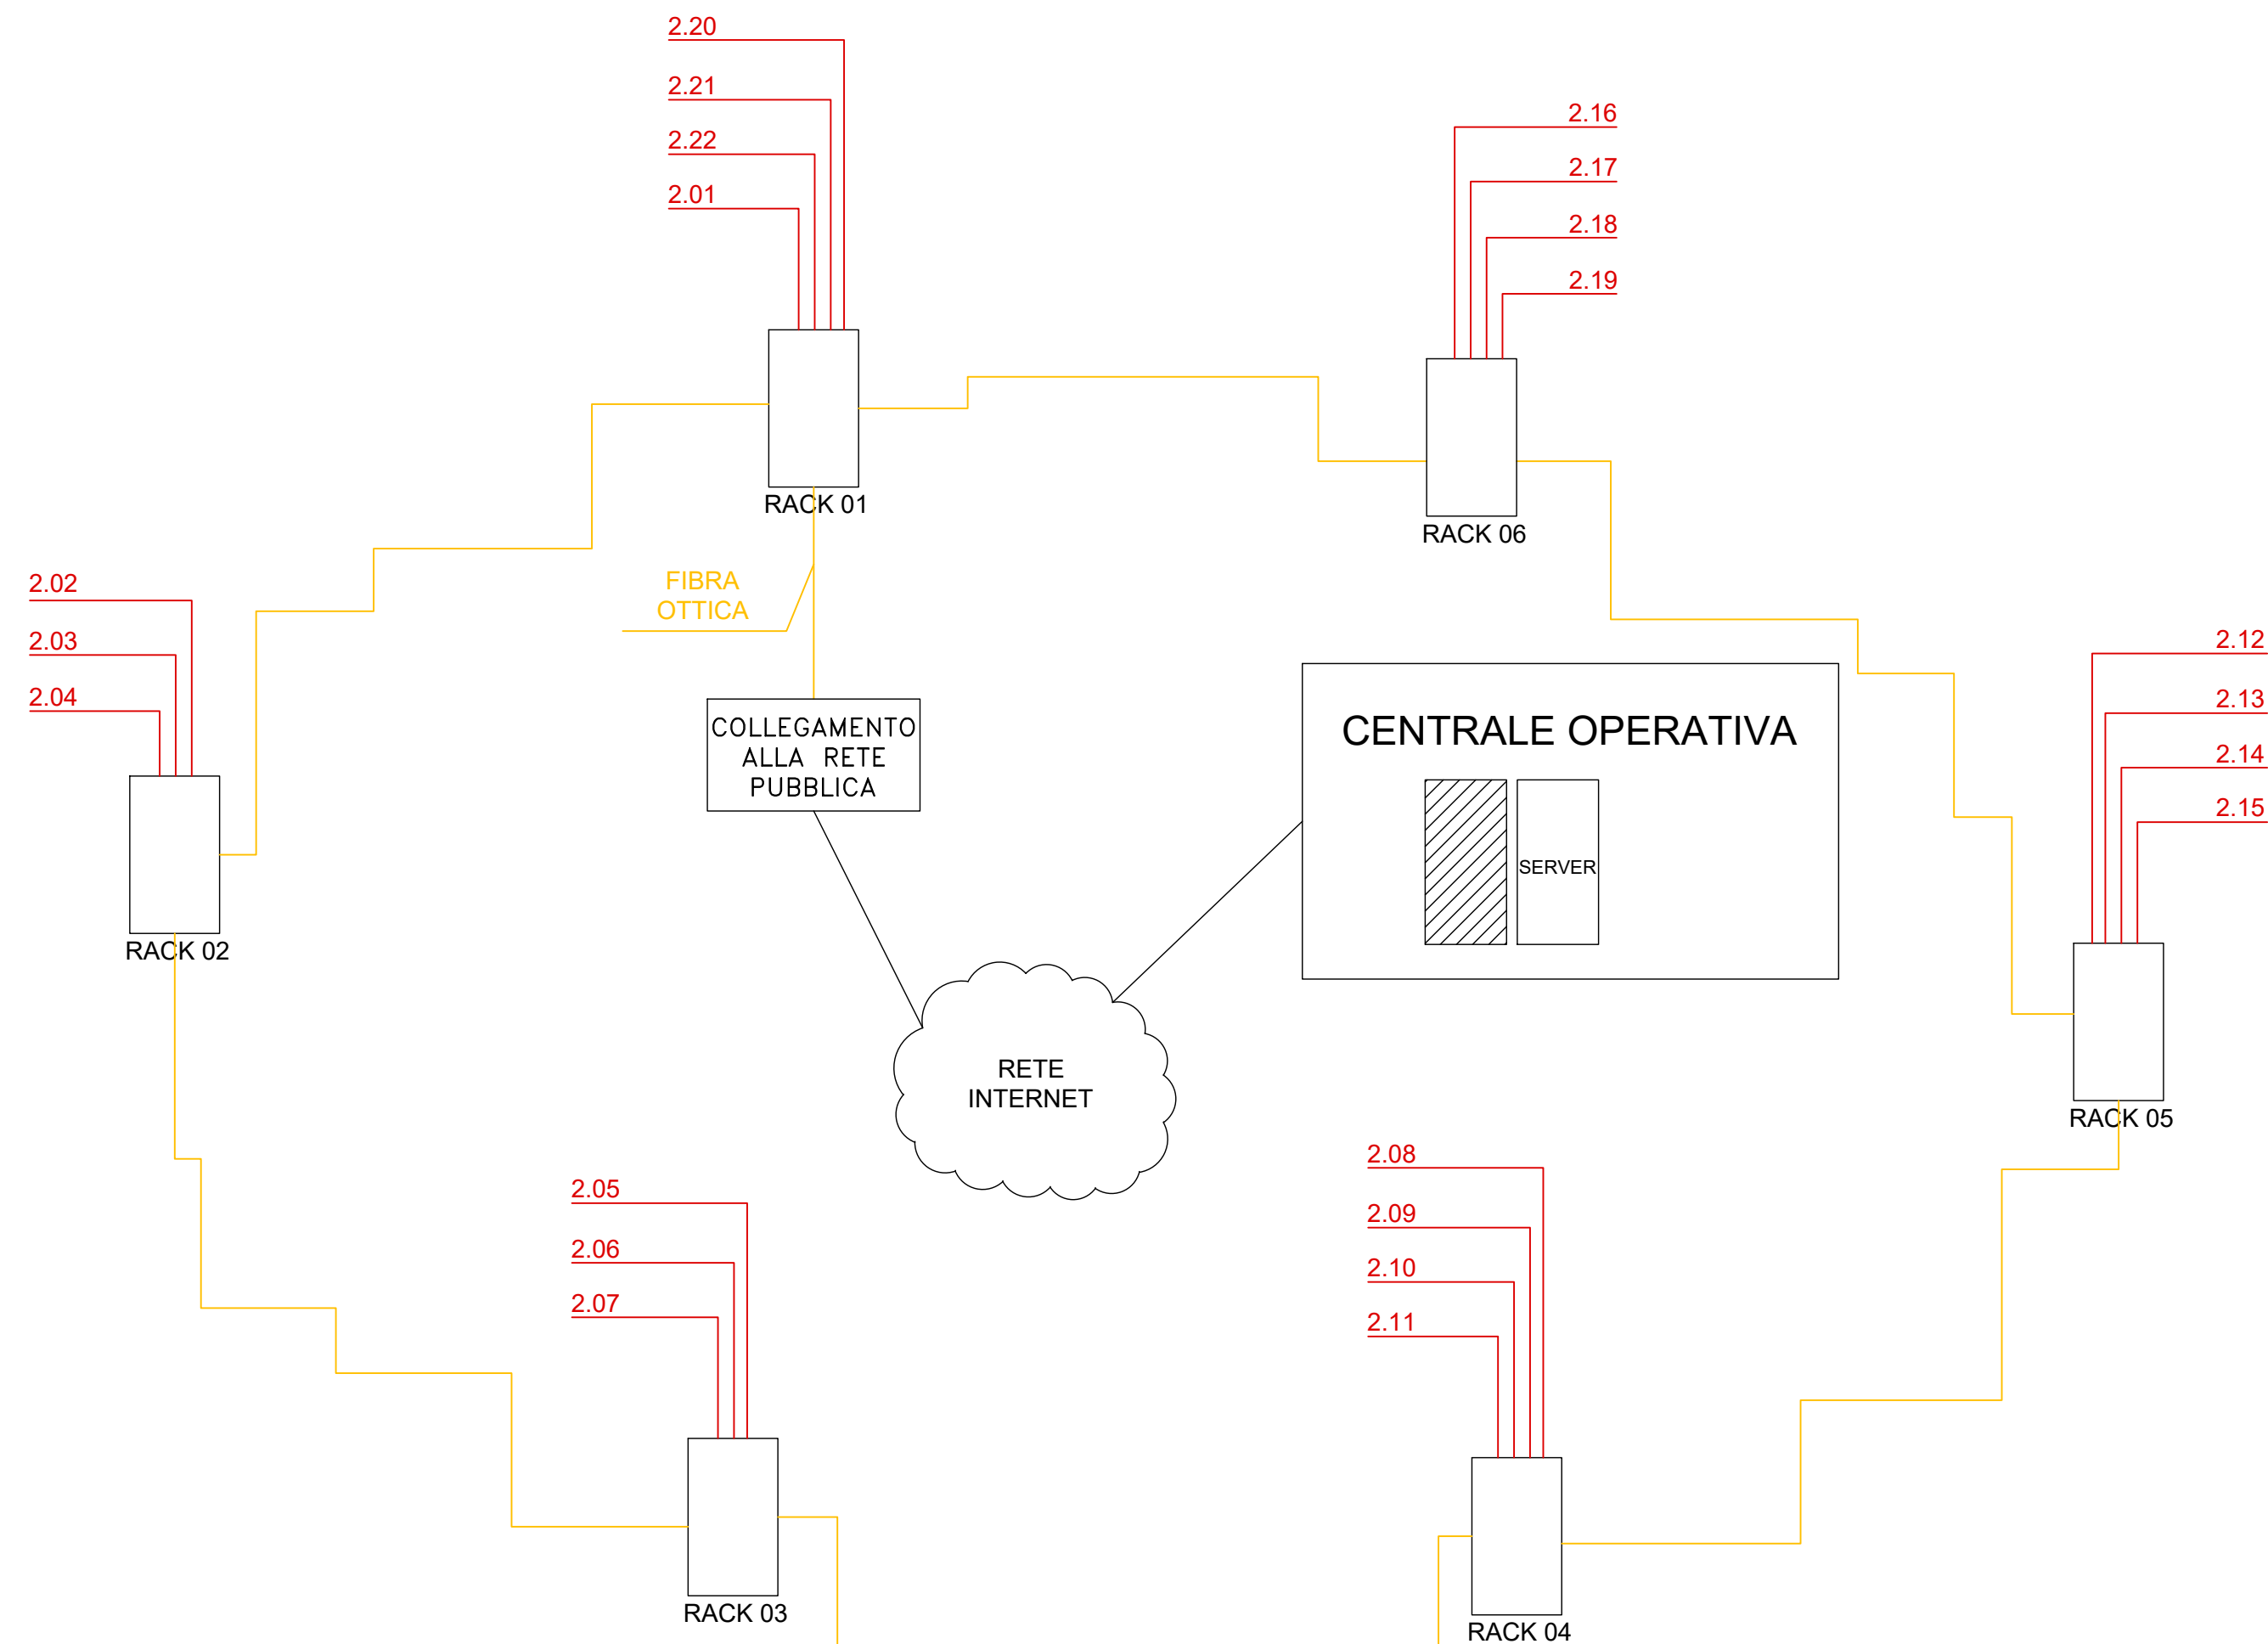 2.20
2.21
2.22
2.01
2.16
2.17
2.18
2.19
RACK 01
RACK 06
FIBRA
OTTICA
2.02
2.03
2.04
2.12
2.13
2.14
2.15
COLLEGAMENTO
ALLA RETE
PUBBLICA
CENTRALE OPERATIVA
SERVER
RACK 02
RETE
INTERNET
RACK 05
2.05
2.06
2.07
2.08
2.09
2.10
2.11
RACK 03
RACK 04